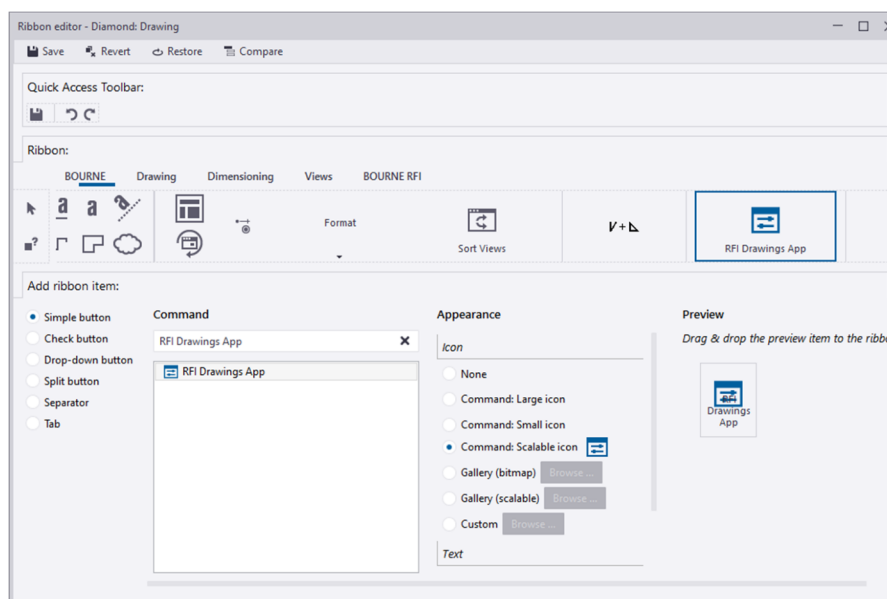 Ribbon editor - Diamond: Drawing
Save Revert Restore Compare
Quick Access Toolbar:
Ribbon:
BOURNE Drawing Dimensioning Views BOURNE RFI
a a a
Format
?
Sort Views
RFI Drawings App
Add ribbon item:
Simple button
Check button
Drop-down button
Split button
Separator
Tab
Command
RFI Drawings App
RFI Drawings App
Appearance
Icon
None
Command: Large icon
Command: Small icon
Command: Scalable icon
Gallery (bitmap) Browse ...
Gallery (scalable) Browse ...
Custom Browse ...
Text
Preview
Drag & drop the preview item to the ribbo
RFI
Drawings
App